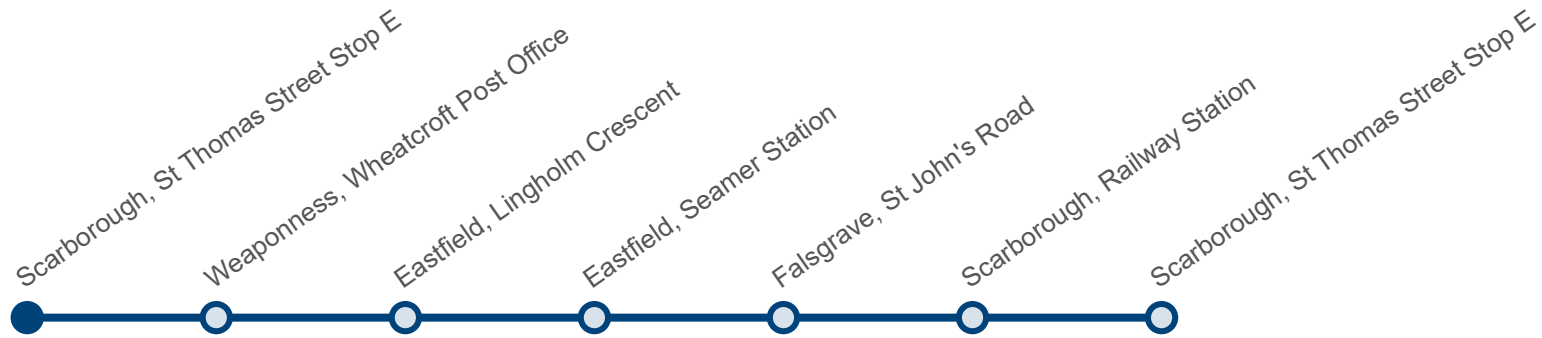 Scarborough, St Thomas Street Stop E
Weaponness, Wheatcroft Post Office
Eastfield, Lingholm Crescent
Eastfield, Seamer Station
Falsgrave, St John's Road
Scarborough, Railway Station
Scarborough, St Thomas Street Stop E